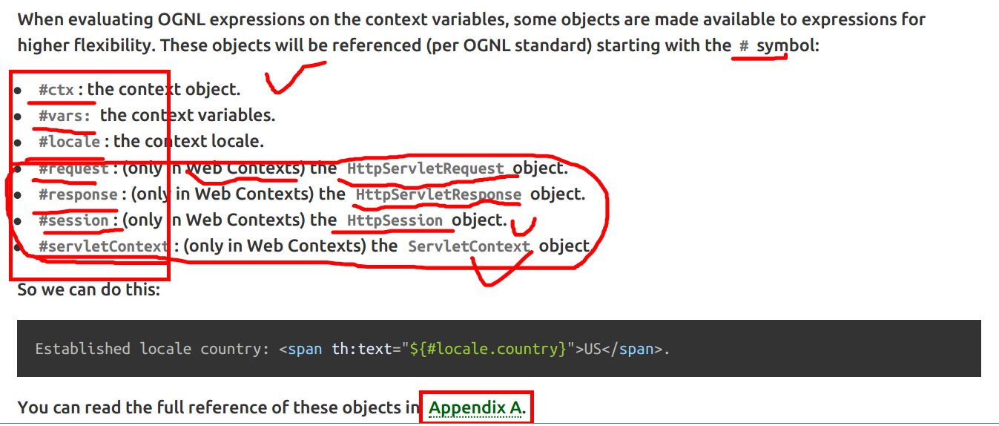 When evaluating OGNL expressions on the context variables, some objects are made available to expressions for
higher flexibility. These objects will be referenced (per OGNL standard) starting with the # symbol:
• #ctx : the context object.
• #vars: the context variables.
• #locale : the context locale.
• #request : (only in Web Contexts) the HttpServletRequest object.
• #response : (only in Web Contexts) the HttpServletResponse object.
• #session : (only in Web Contexts) the HttpSession object.
• #servletContext : (only in Web Contexts) the ServletContext object.
So we can do this:
Established locale country: <span th:text="${#locale.country}">US</span>.
You can read the full reference of these objects in Appendix A.